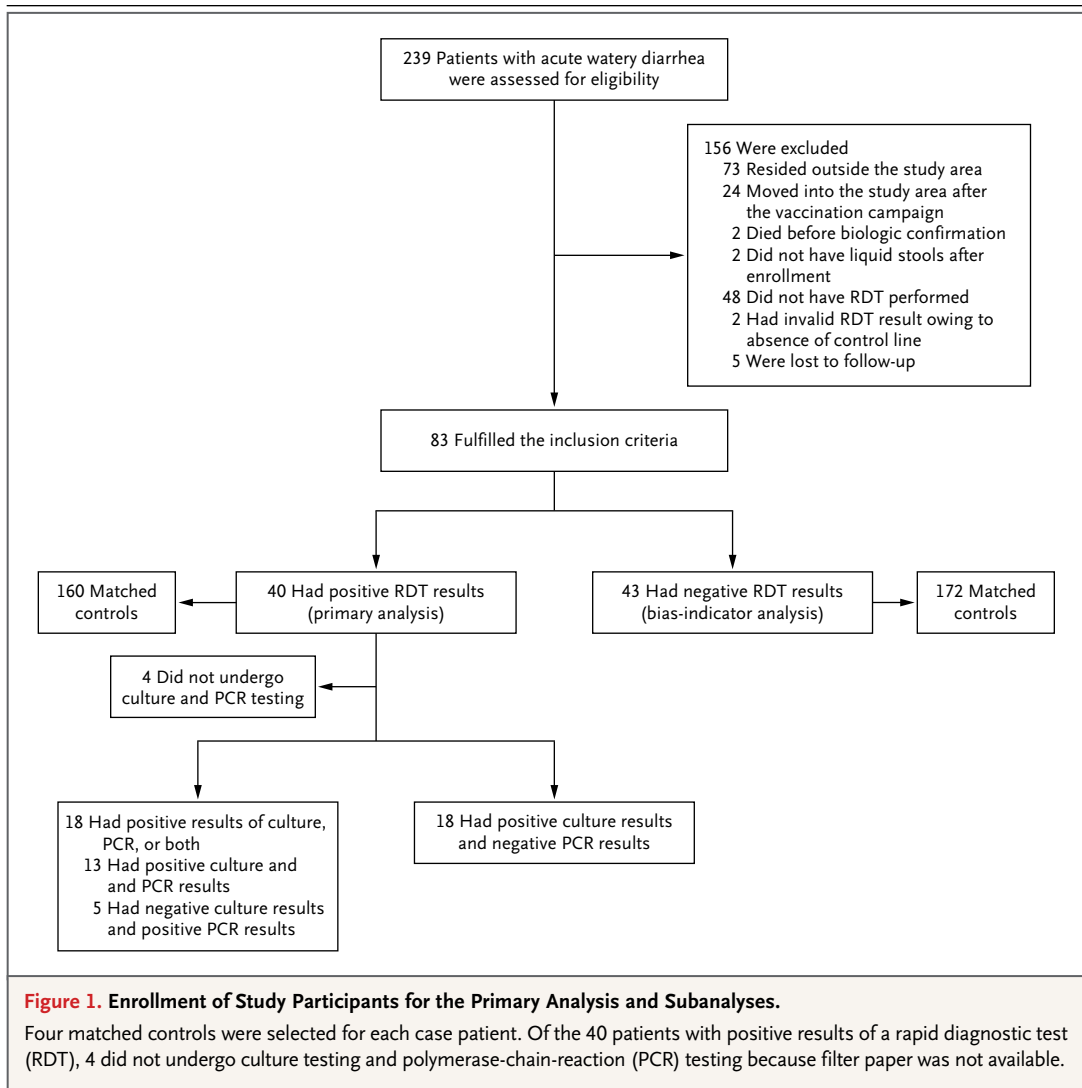 239 Patients with acute watery diarrhea
were assessed for eligibility
156 Were excluded
73 Resided outside the study area
24 Moved into the study area after
the vaccination campaign
2 Died before biologic confirmation
2 Did not have liquid stools after
enrollment
48 Did not have RDT performed
2 Had invalid RDT result owing to
absence of control line
5 Were lost to follow-up
83 Fulfilled the inclusion criteria
160 Matched
controls
40 Had positive RDT results
(primary analysis)
43 Had negative RDT results
(bias-indicator analysis)
172 Matched
controls
4 Did not undergo
culture and PCR testing
18 Had positive results of culture,
PCR, or both
13 Had positive culture and
and PCR results
5 Had negative culture results
and positive PCR results
18 Had positive culture results
and negative PCR results
Figure 1. Enrollment of Study Participants for the Primary Analysis and Subanalyses.
Four matched controls were selected for each case patient. Of the 40 patients with positive results of a rapid diagnostic test
(RDT), 4 did not undergo culture testing and polymerase-chain-reaction (PCR) testing because filter paper was not available.